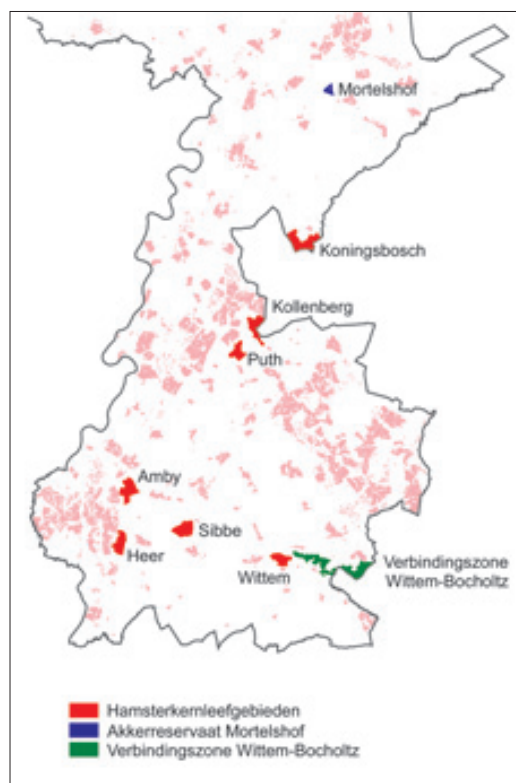 Mortelshof
Koningsbosch
Kollenberg
Puth
Amby
Sibbe
Heer
Wittem
Verbindingszone
Wittem-Bocholtz
Hamsterkernleefgebieden
Akkerreservaat Mortelshof
Verbindingszone Wittem-Bocholtz